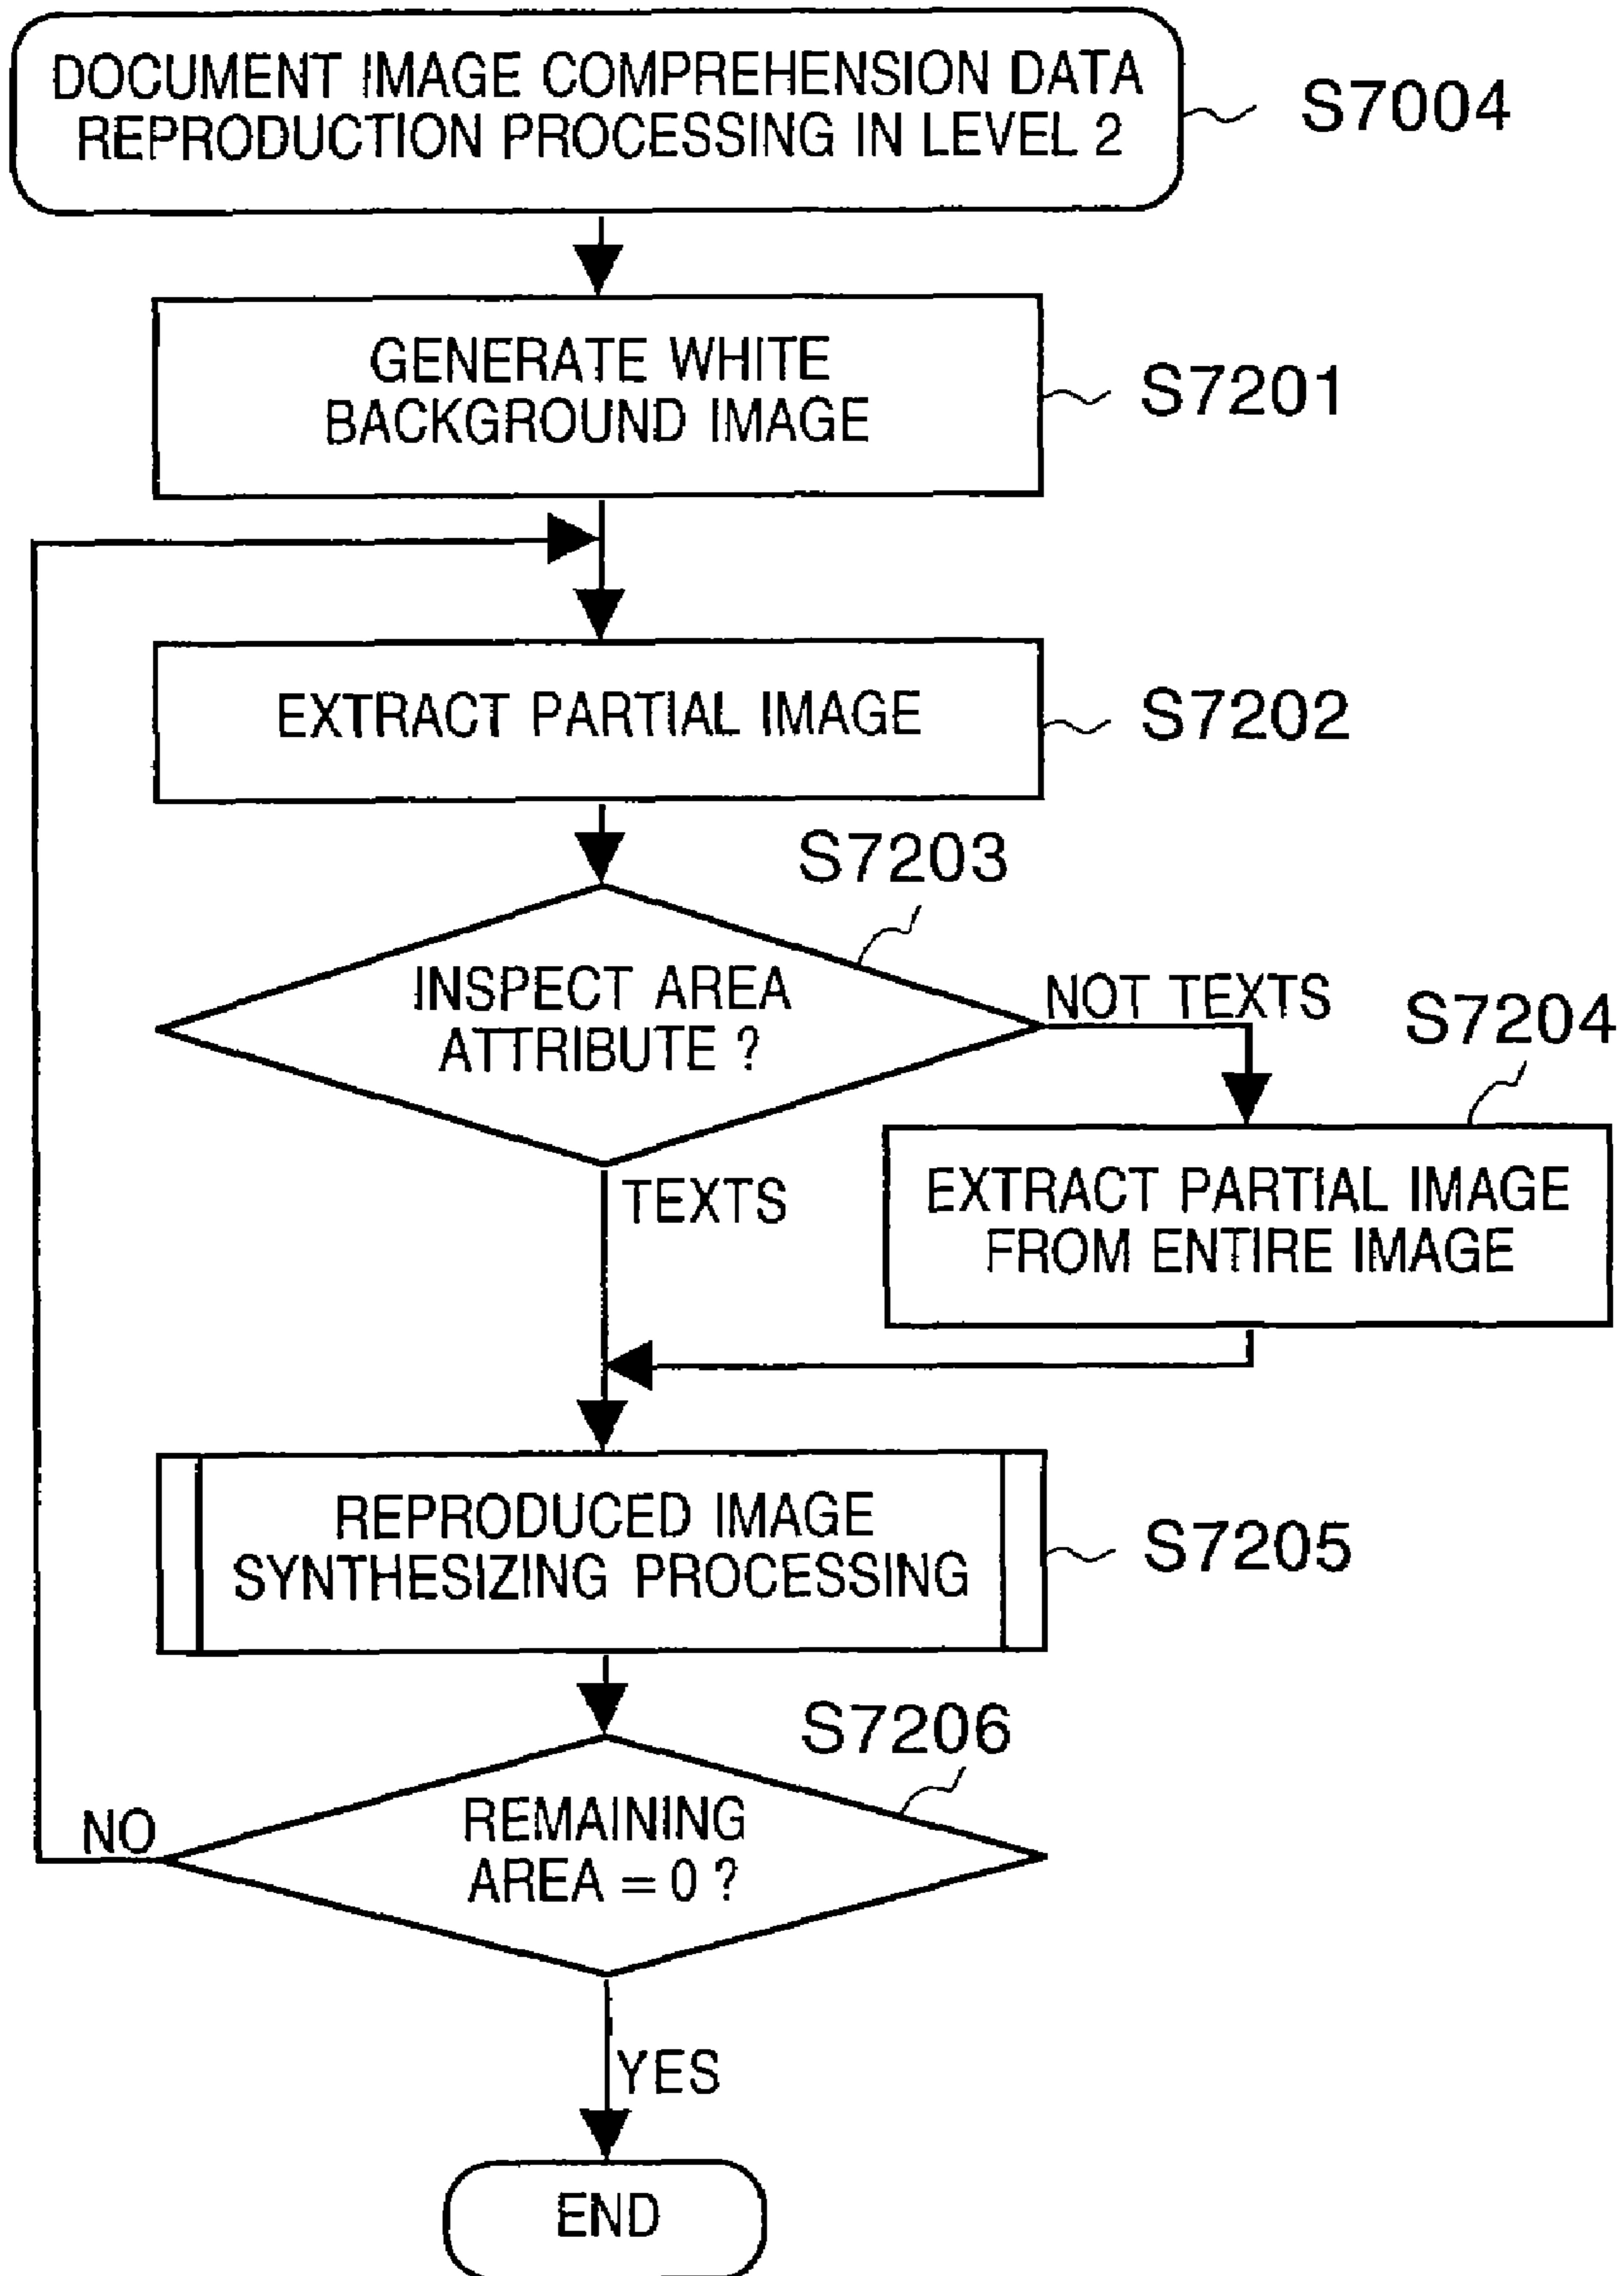 DOCUMENT IMAGE COMPREHENSION DATA
REPRODUCTION PROCESSING IN LEVEL 2
S7004
GENERATE WHITE
BACKGROUND IMAGE
S7201
EXTRACT PARTIAL IMAGE
S7202
S7203
INSPECT AREA
ATTRIBUTE ?
NOT TEXTS
S7204
TEXTS
EXTRACT PARTIAL IMAGE
FROM ENTIRE IMAGE
REPRODUCED IMAGE
SYNTHESIZING PROCESSING
S7205
S7206
REMAINING
AREA = 0 ?
NO
YES
END